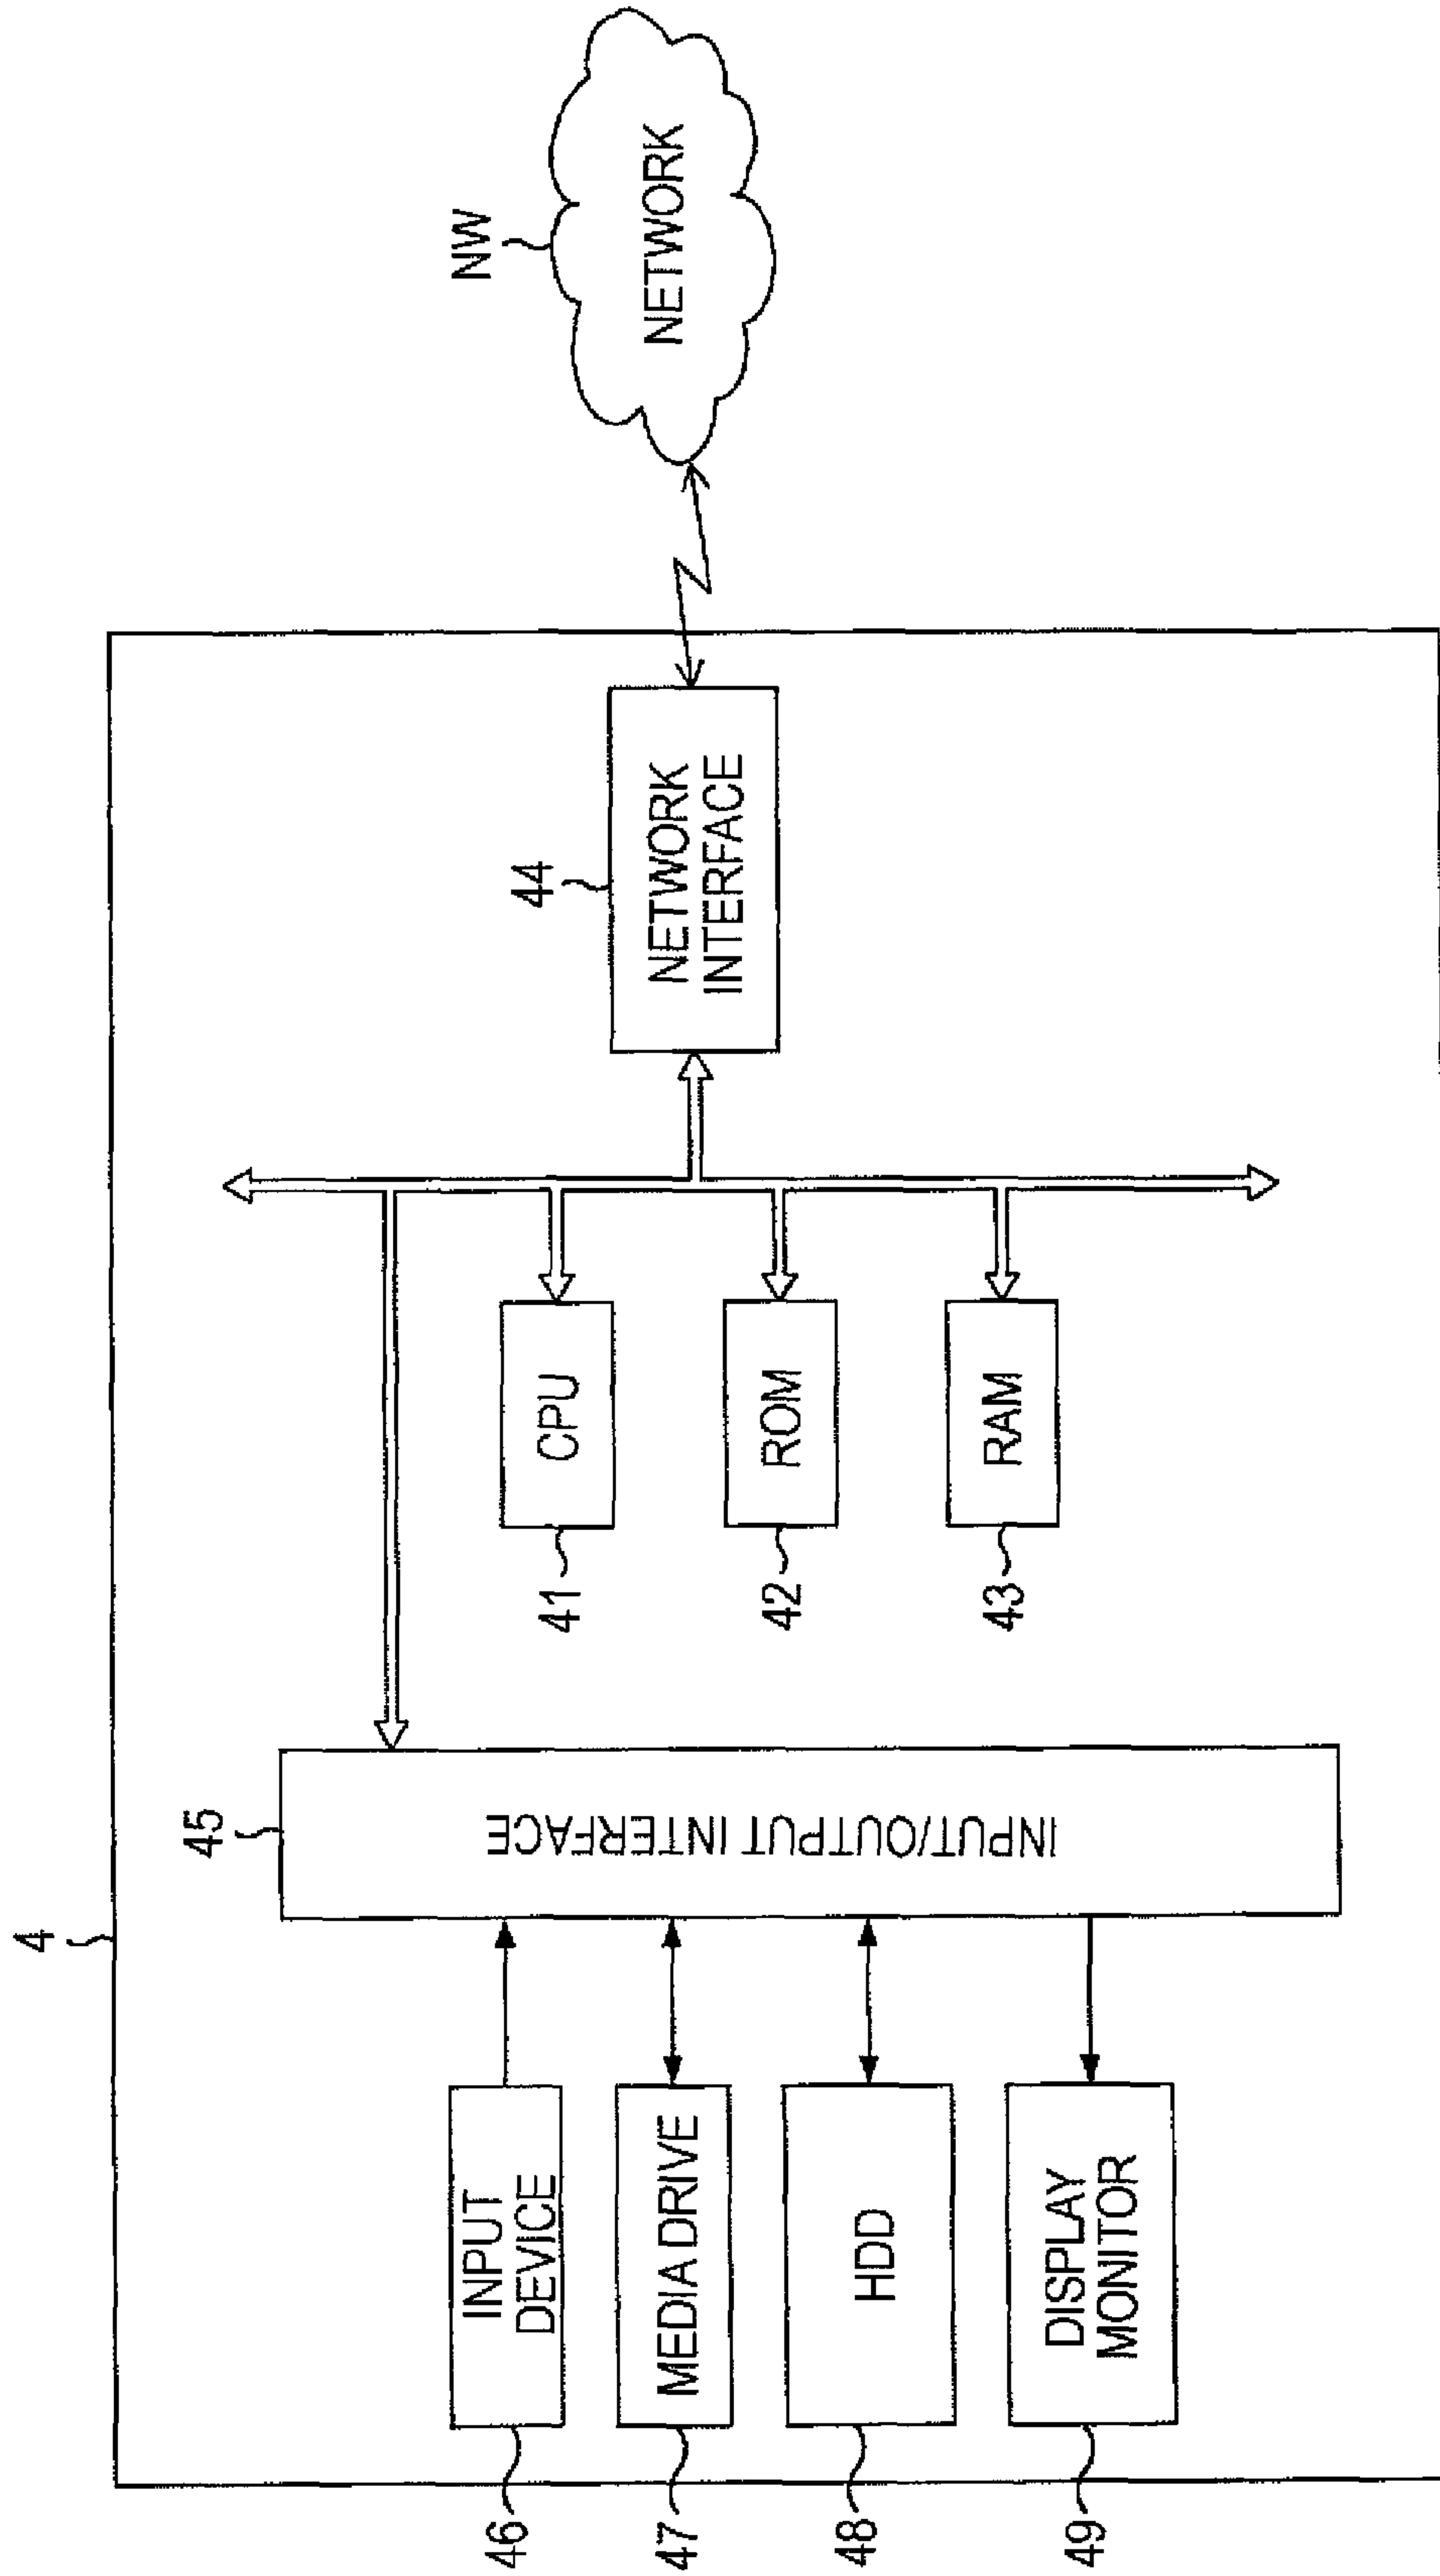 4
46
INPUT
DEVICE
47
MEDIA DRIVE
48
HDD
49
DISPLAY
MONITOR
45
INPUT/OUTPUT INTERFACE
41
CPU
42
ROM
43
RAM
44
NETWORK
INTERFACE
NW
NETWORK